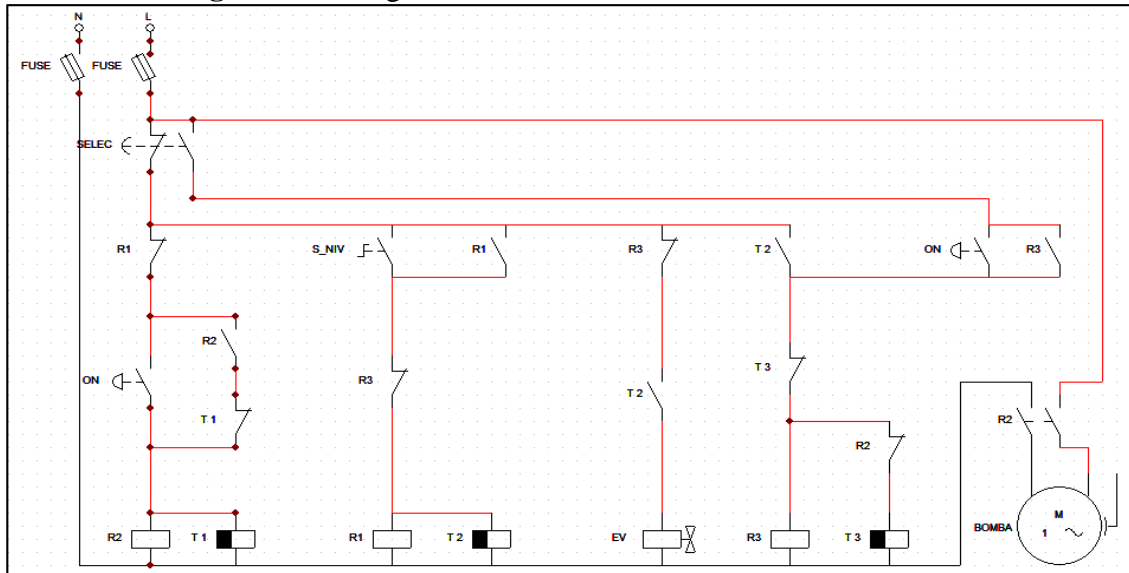 N L
FUSE FUSE
SELEC
R1 S_NIV R1 R3 T 2 ON R3
R2
ON R3 T 3
T 1 T 2 R2
R2
BOMBA M
1
R2 T 1 R1 T 2 EV R3 T 3